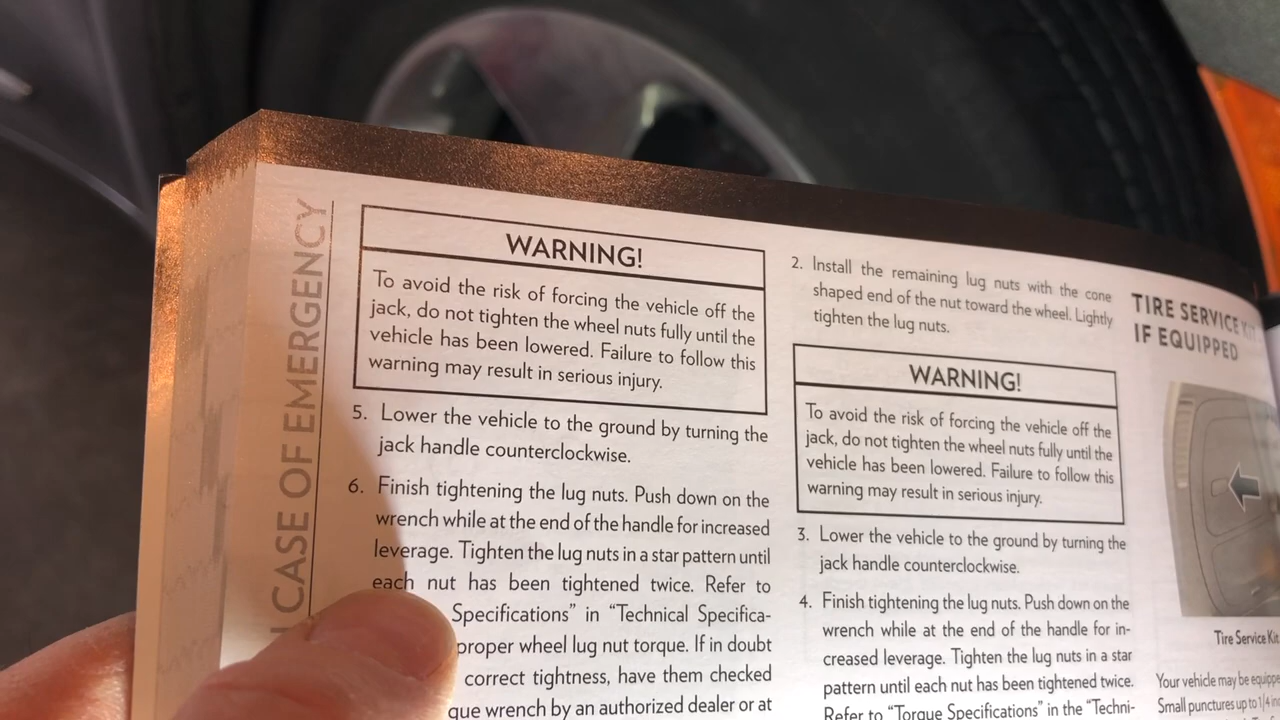 CASE OF EMERGENCY
WARNING!
To avoid the risk of forcing the vehicle off the
jack, do not tighten the wheel nuts fully until the
vehicle has been lowered. Failure to follow this
warning may result in serious injury.
5. Lower the vehicle to the ground by turning the
jack handle counterclockwise.
6. Finish tightening the lug nuts. Push down on the
wrench while at the end of the handle for increased
leverage. Tighten the lug nuts in a star pattern until
each nut has been tightened twice. Refer to
Specifications” in “Technical Specifica-
proper wheel lug nut torque. If in doubt
correct tightness, have them checked
que wrench by an authorized dealer or at
2. Install the remaining lug nuts with the cone
shaped end of the nut toward the wheel. Lightly
tighten the lug nuts.
WARNING!
To avoid the risk of forcing the vehicle off the
jack, do not tighten the wheel nuts fully until the
vehicle has been lowered. Failure to follow this
warning may result in serious injury.
3. Lower the vehicle to the ground by turning the
jack handle counterclockwise.
4. Finish tightening the lug nuts. Push down on the
wrench while at the end of the handle for in-
creased leverage. Tighten the lug nuts in a star
pattern until each nut has been tightened twice.
Refer to “Torque Specifications” in the “Techni-
TIRE SERVICE KIT
IF EQUIPPED
Tire Service Kit
Your vehicle may be equippe
Small punctures up to 1/4 in